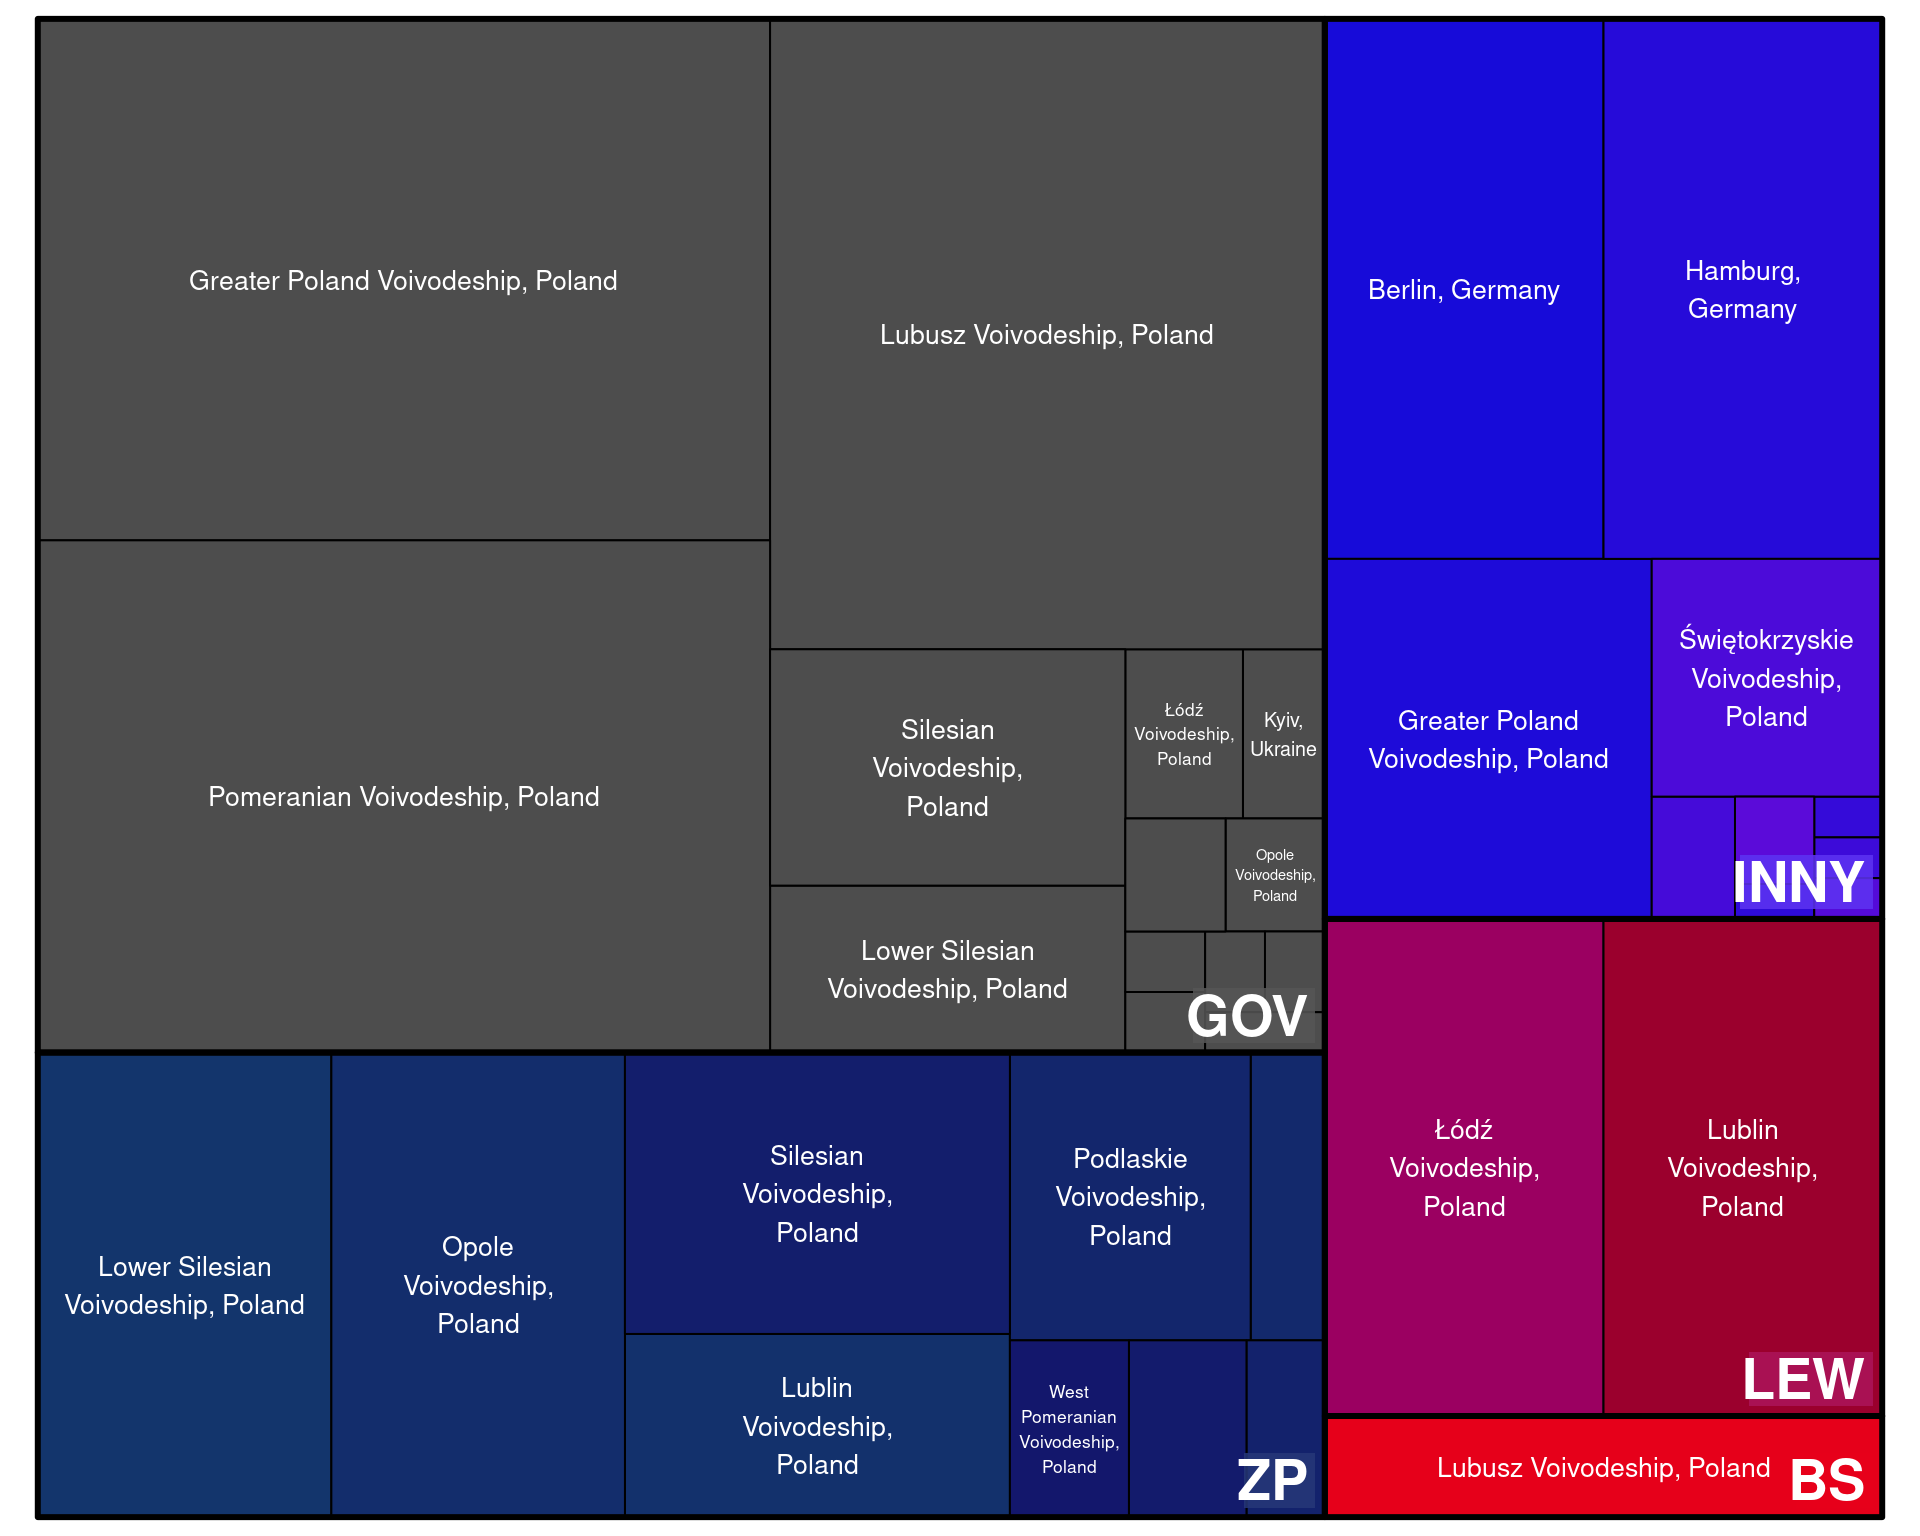 Greater Poland Voivodeship, Poland
Lubusz Voivodeship, Poland
Pomeranian Voivodeship, Poland
Silesian
Voivodeship,
Poland
Łódź
Voivodeship,
Poland
Kyiv,
Ukraine
Opole
Voivodeship,
Poland
Lower Silesian
Voivodeship, Poland
GOV
Berlin, Germany
Hamburg,
Germany
Greater Poland
Voivodeship, Poland
Świętokrzyskie
Voivodeship,
Poland
INNY
Lower Silesian
Voivodeship, Poland
Opole
Voivodeship,
Poland
Silesian
Voivodeship,
Poland
Lublin
Voivodeship,
Poland
Podlaskie
Voivodeship,
Poland
West
Pomeranian
Voivodeship,
Poland
ZP
Łódź
Voivodeship,
Poland
Lublin
Voivodeship,
Poland
LEW
Lubusz Voivodeship, Poland
BS